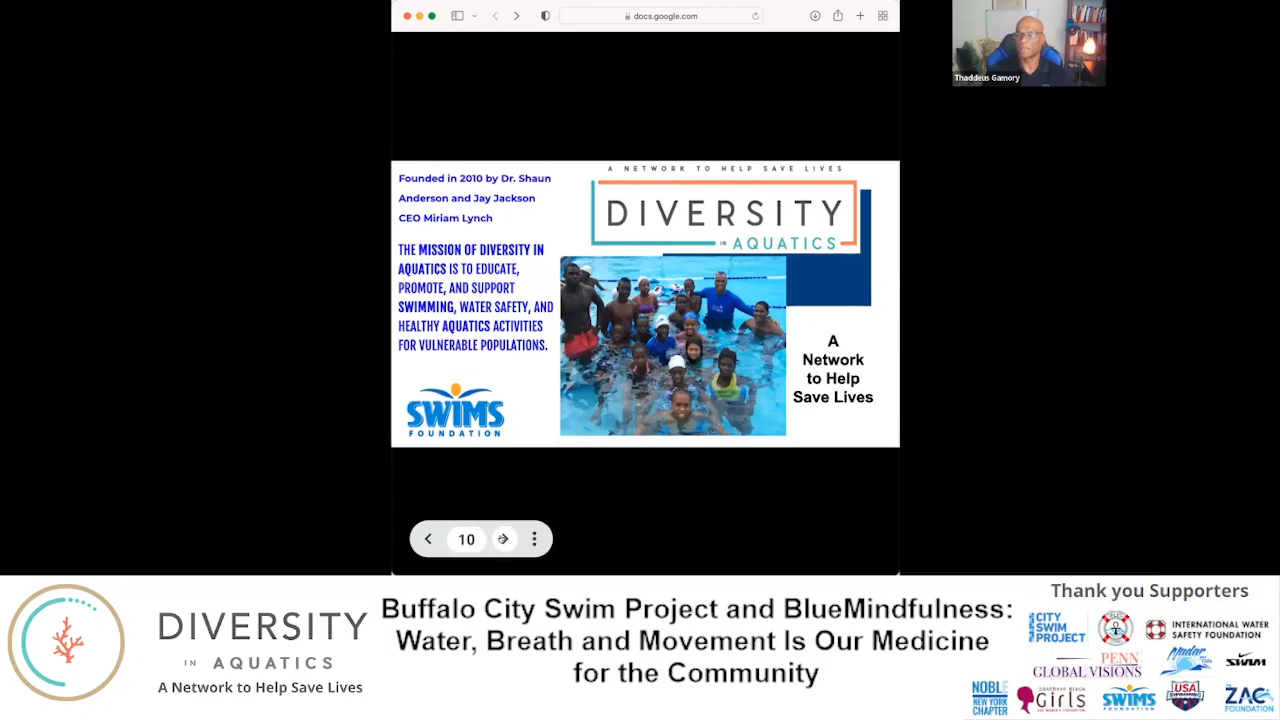 docs.google.com
Thaddeus Gamory
Founded in 2010 by Dr. Shaun
Anderson and Jay Jackson
CEO Miriam Lynch
THE MISSION OF DIVERSITY IN
AQUATICS IS TO EDUCATE,
PROMOTE, AND SUPPORT
SWIMMING, WATER SAFETY, AND
HEALTHY AQUATICS ACTIVITIES
FOR VULNERABLE POPULATIONS.
SWIMS
FOUNDATION
A NETWORK TO HELP SAVE LIVES
DIVERSITY
IN AQUATICS
A
Network
to Help
Save Lives
10
DIVERSITY
IN AQUATICS
A Network to Help Save Lives
Buffalo City Swim Project and BlueMindfulness:
Water, Breath and Movement Is Our Medicine
for the Community
Thank you Supporters
CITY
SWIM
PROJECT
INTERNATIONAL WATER
SAFETY FOUNDATION
PENN
GLOBAL VISIONS
SWIM
NOBLE
NEW YORK
CHAPTER
Girls
SWIMS
FOUNDATION
USA
SWIMMING
THE
ZAC
FOUNDATION